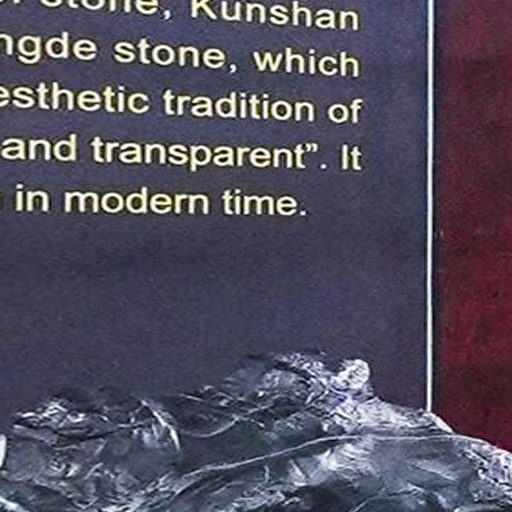 stone, Kunshan
ngde stone, which
esthetic tradition of
and transparent”. It
in modern time.